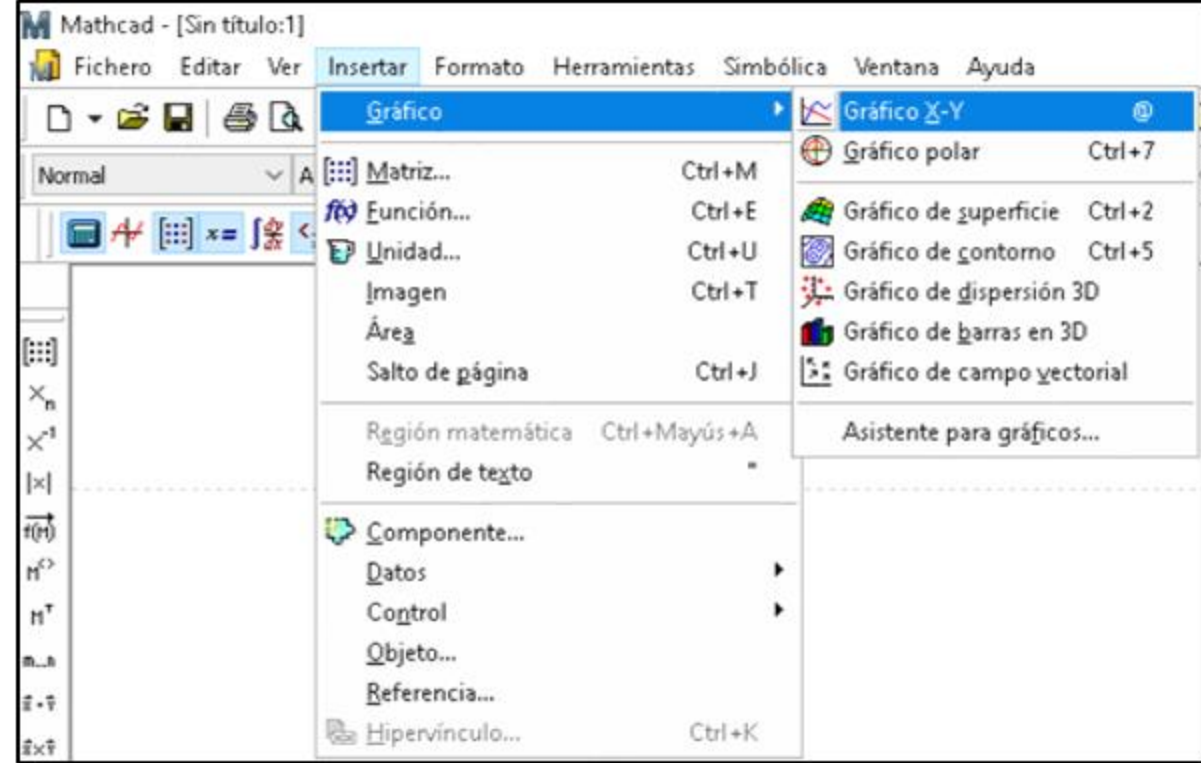 Mathcad - [Sin título:1]
Fichero Editar Ver Insertar Formato Herramientas Simbólica Ventana Ayuda
Normal A
Gráfico
Matriz... Ctrl+M
f(x) Función... Ctrl+E
Unidad... Ctrl+U
Imagen Ctrl+T
Área
Salto de página Ctrl+J
Región matemática Ctrl+Mayús+A
Región de texto "
Componente...
Datos
Control
Objeto...
Referencia...
Hipervínculo... Ctrl+K
Gráfico X-Y @
Gráfico polar Ctrl+7
Gráfico de superficie Ctrl+2
Gráfico de contorno Ctrl+5
Gráfico de dispersión 3D
Gráfico de barras en 3D
Gráfico de campo vectorial
Asistente para gráficos...
x=
×n
×-1
|×|
f(M)
M<>
MT
m..n